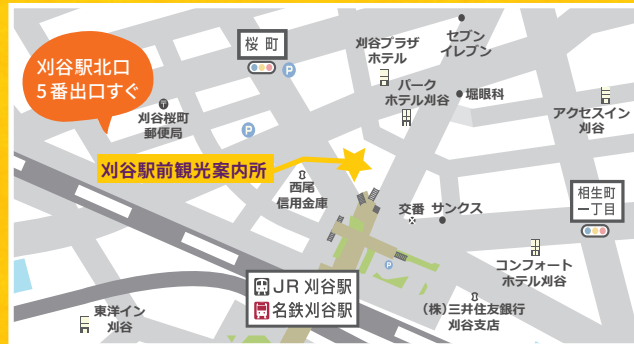 刈谷駅北口
5番出口すぐ
桜 町
刈谷プラザ
ホテル
セブン
イレブン
P
パーク
ホテル刈谷
堀眼科
アクセスイン
刈谷
刈谷桜町
郵便局
P
刈谷駅前観光案内所
西尾
信用金庫
交番
サンクス
相生町
一丁目
P
コンフォート
ホテル刈谷
JR 刈谷駅
名鉄刈谷駅
(株)三井住友銀行
刈谷支店
東洋イン
刈谷